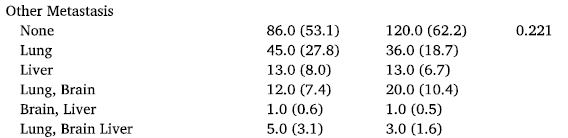 Other Metastasis
None 86.0 (53.1) 120.0 (62.2) 0.221
Lung 45.0 (27.8) 36.0 (18.7)
Liver 13.0 (8.0) 13.0 (6.7)
Lung, Brain 12.0 (7.4) 20.0 (10.4)
Brain, Liver 1.0 (0.6) 1.0 (0.5)
Lung, Brain Liver 5.0 (3.1) 3.0 (1.6)